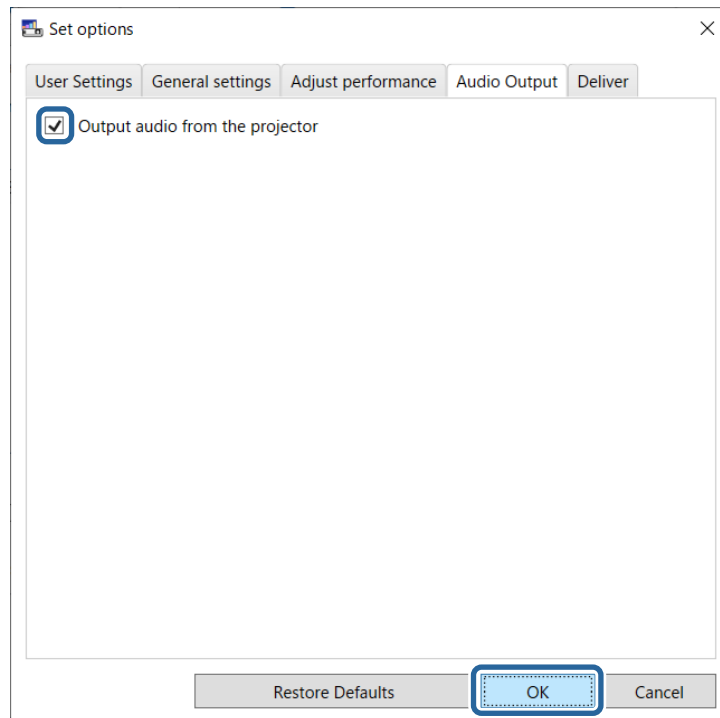 Set options
User Settings General settings Adjust performance Audio Output Deliver
Output audio from the projector
Restore Defaults OK Cancel